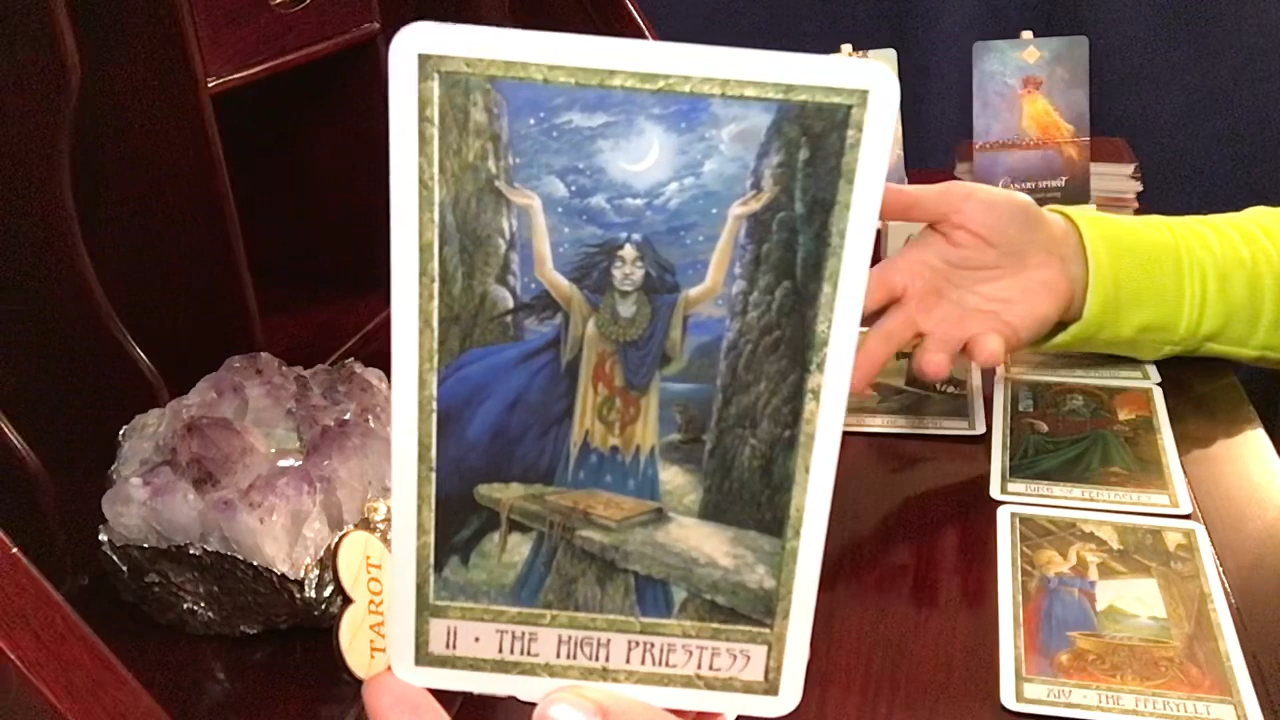 CANARY SPIRIT
II · THE HIGH PRIESTESS
TAROT
KING OF PENTACLES
XIV · THE FFERYLLT